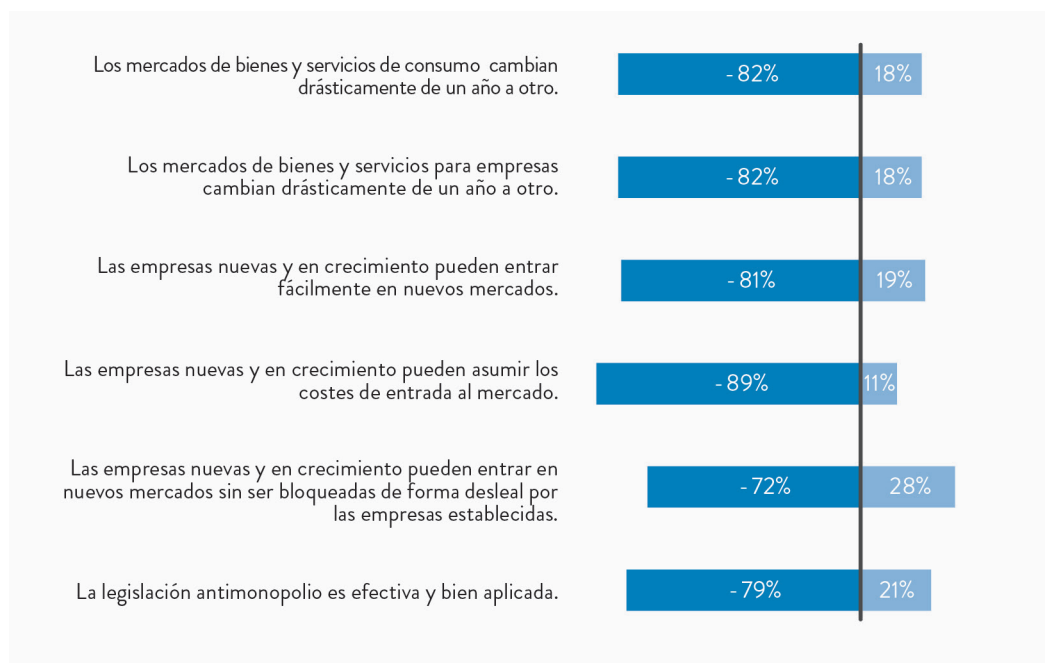 Los mercados de bienes y servicios de consumo cambian
drásticamente de un año a otro.
-82% 18%
Los mercados de bienes y servicios para empresas
cambian drásticamente de un año a otro.
-82% 18%
Las empresas nuevas y en crecimiento pueden entrar
fácilmente en nuevos mercados.
-81% 19%
Las empresas nuevas y en crecimiento pueden asumir los
costes de entrada al mercado.
-89% 11%
Las empresas nuevas y en crecimiento pueden entrar en
nuevos mercados sin ser bloqueadas de forma desleal por
las empresas establecidas.
-72% 28%
La legislación antimonopolio es efectiva y bien aplicada.
-79% 21%